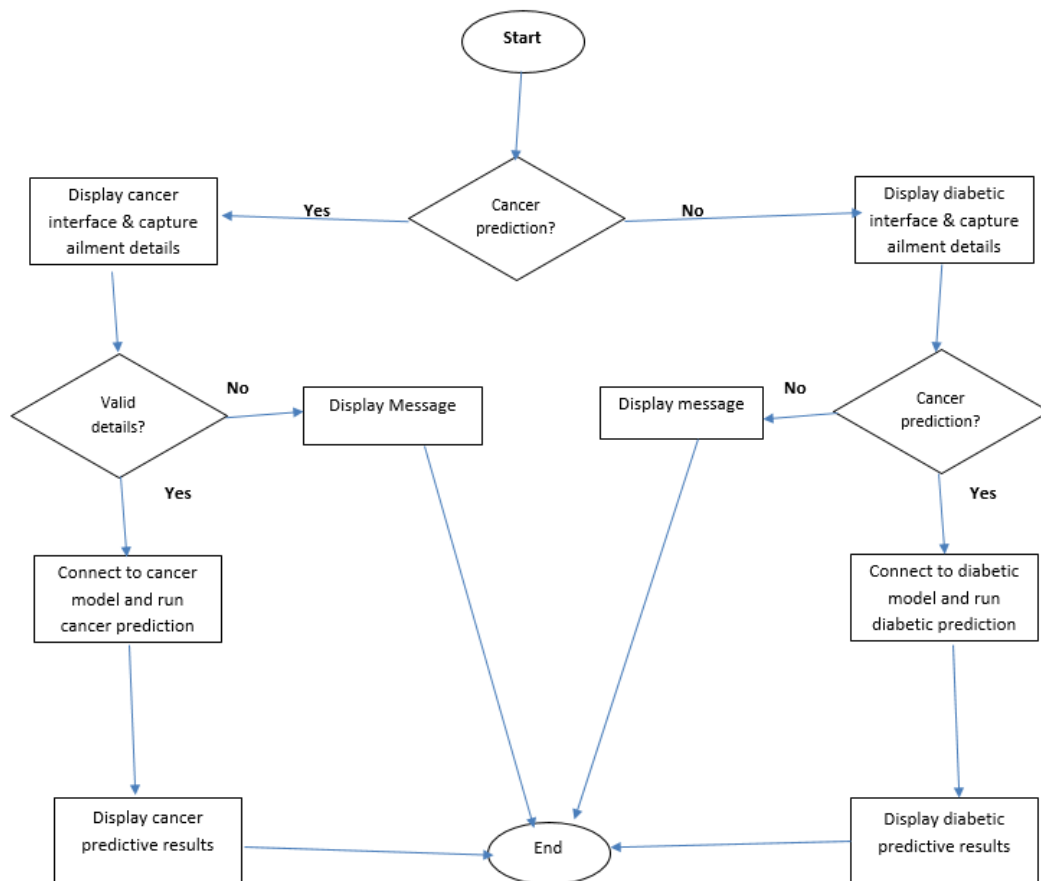 Start
Cancer
prediction?
Yes
No
Display cancer
interface & capture
ailment details
Display diabetic
interface & capture
ailment details
Valid
details?
No
Display Message
Display message
No
Cancer
prediction?
Yes
Yes
Connect to cancer
model and run
cancer prediction
Connect to diabetic
model and run
diabetic prediction
Display cancer
predictive results
End
Display diabetic
predictive results